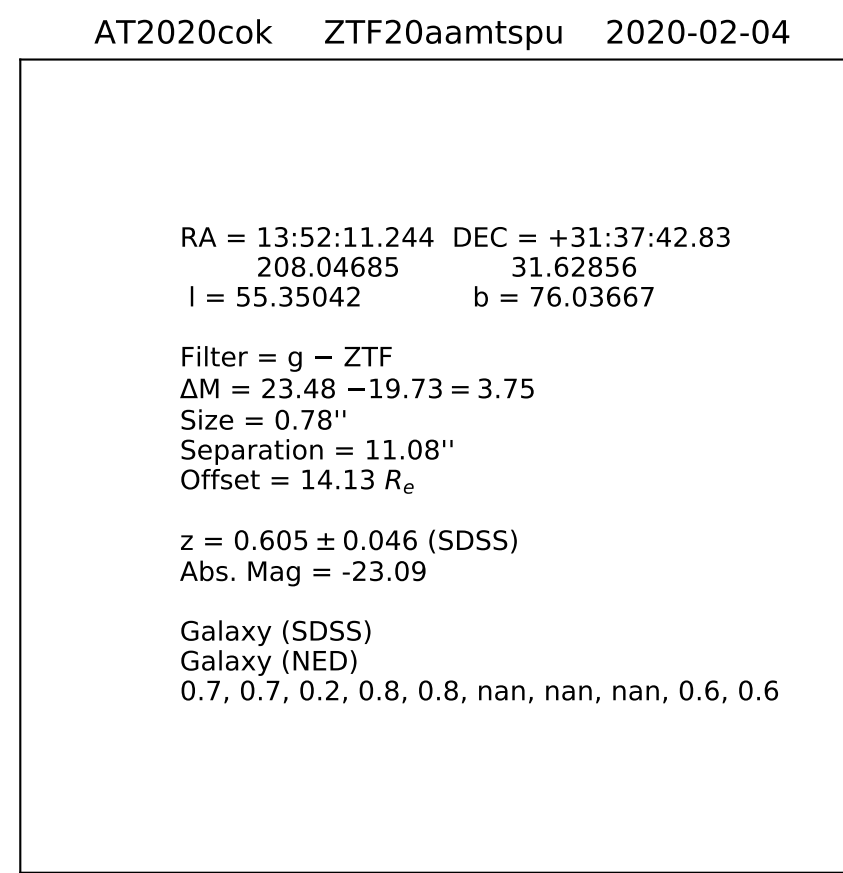 AT2020cok ZTF20aamtspu 2020-02-04
RA = 13:52:11.244 DEC = +31:37:42.83
208.04685 31.62856
l = 55.35042 b = 76.03667
Filter = g − ZTF
ΔM = 23.48 −19.73 = 3.75
Size = 0.78''
Separation = 11.08''
Offset = 14.13 Re
z = 0.605 ± 0.046 (SDSS)
Abs. Mag = -23.09
Galaxy (SDSS)
Galaxy (NED)
0.7, 0.7, 0.2, 0.8, 0.8, nan, nan, nan, 0.6, 0.6